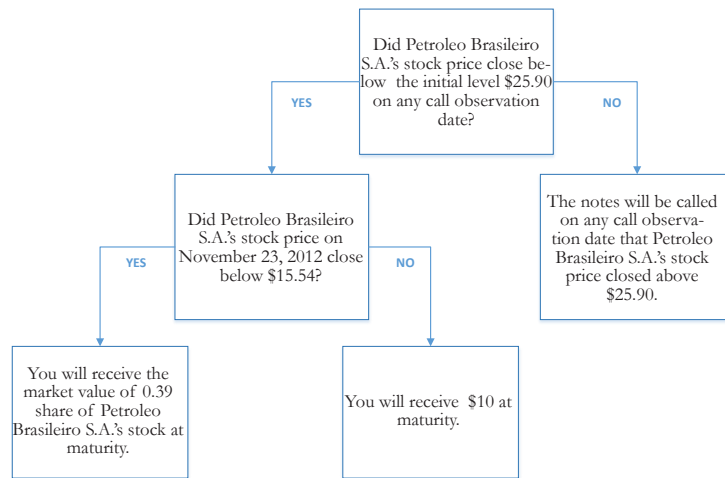 Did Petroleo Brasileiro
S.A.'s stock price close be-
low the initial level $25.90
on any call observation
date?
YES
NO
Did Petroleo Brasileiro
S.A.'s stock price on
November 23, 2012 close
below $15.54?
The notes will be called
on any call observa-
tion date that Petroleo
Brasileiro S.A.'s stock
price closed above
$25.90.
YES
NO
You will receive the
market value of 0.39
share of Petroleo
Brasileiro S.A.'s stock at
maturity.
You will receive $10 at
maturity.